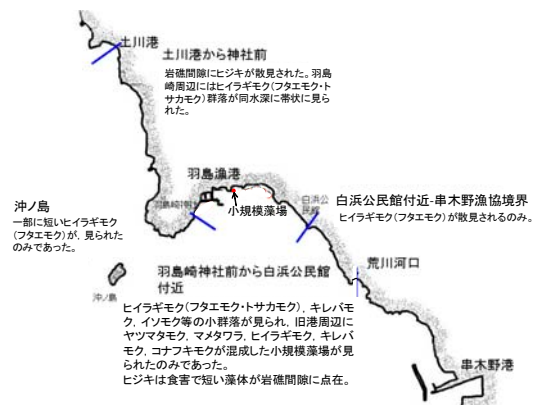 土川港
土川港から神社前
岩礁間隙にヒジキが散見された。羽島
崎周辺にはヒイラギモク(フタエモク・ト
サカモク)群落が同水深に帯状に見ら
れた。
羽島漁港
羽島崎神社
小規模藻場
白浜公
民館
白浜公民館付近-串木野漁協境界
ヒイラギモク(フタエモク)が散見されるのみ。
沖ノ島
一部に短いヒイラギモク
(フタエモク)が,見られた
のみであった。
沖ノ島
荒川河口
羽島崎神社前から白浜公民館
付近
ヒイラギモク(フタエモク・トサカモク),キレバモ
ク,イソモク等の小群落が見られ,旧港周辺に
ヤツマタモク,マメタワラ,ヒイラギモク,キレバ
モク,コナフキモクが混成した小規模藻場が見
られたのみであった。
ヒジキは食害で短い藻体が岩礁間隙に点在。
串木野港